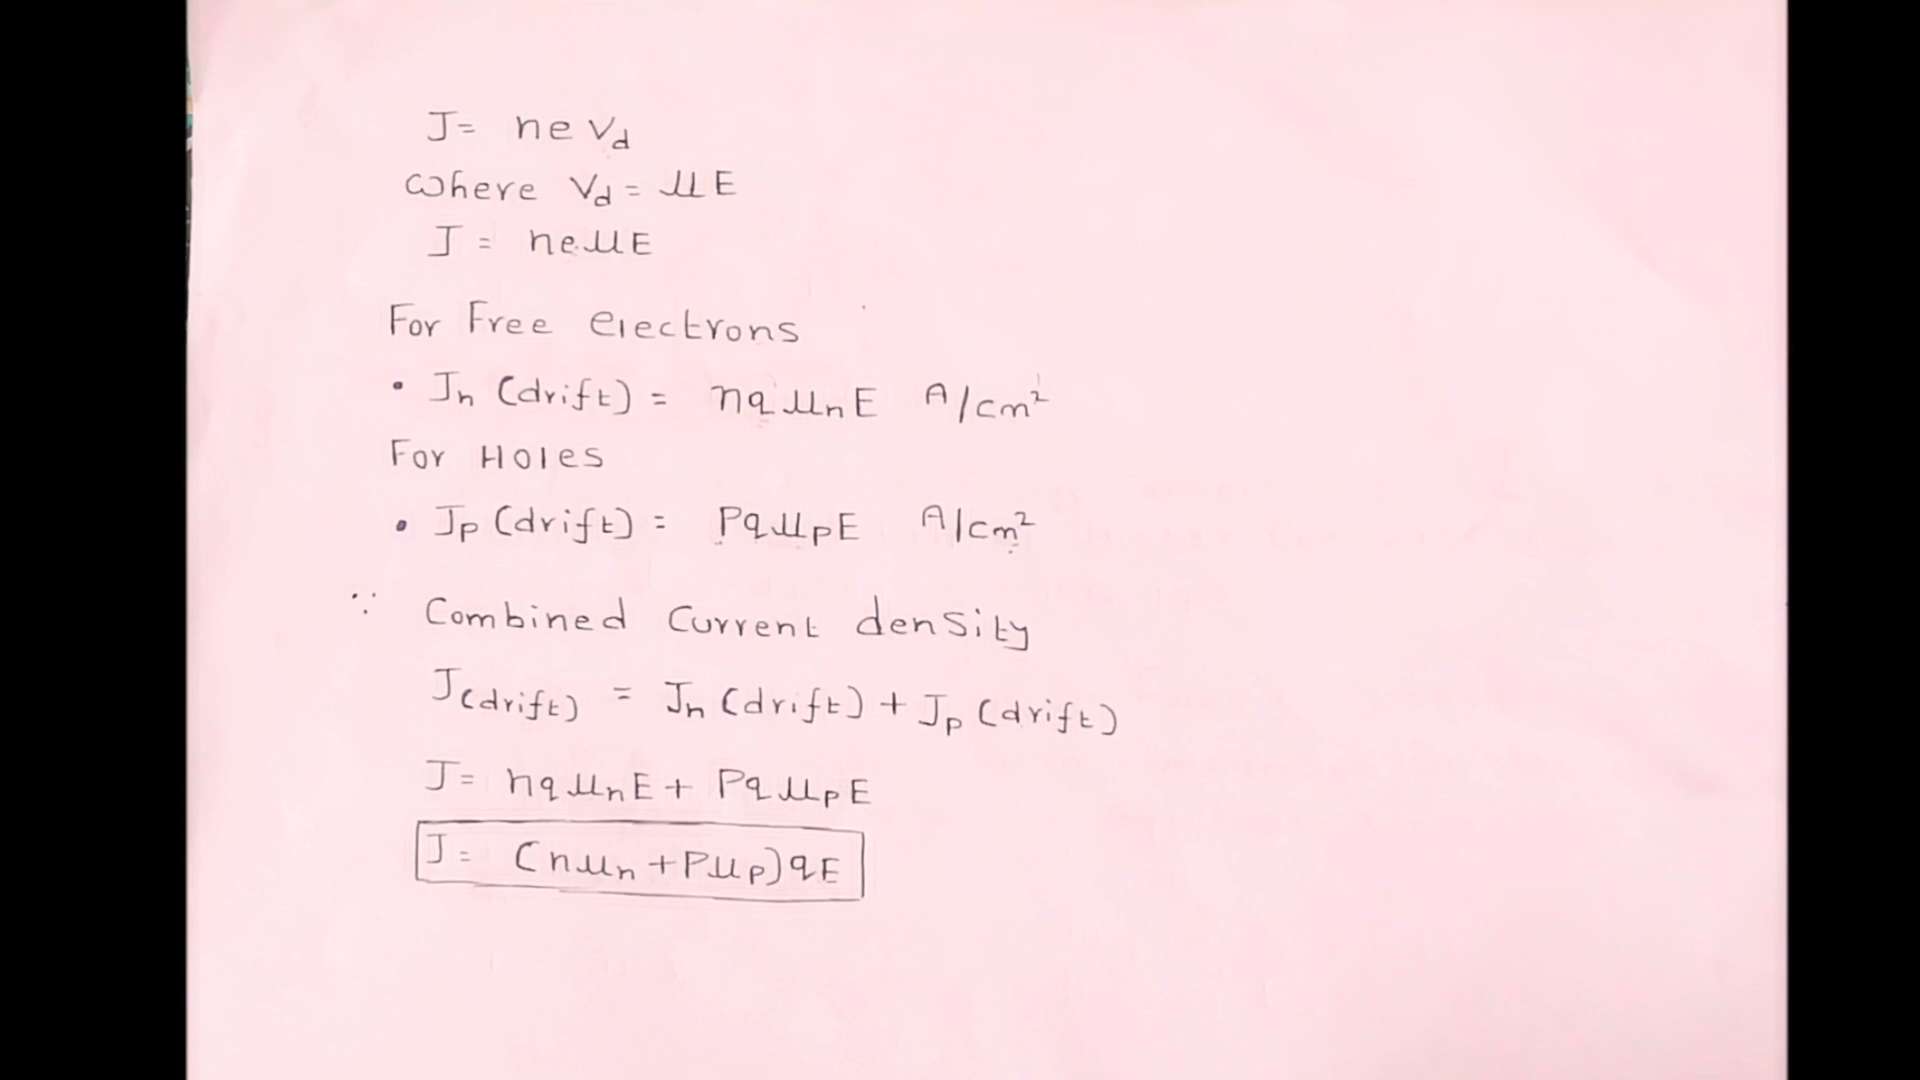 J= ne Vd
where Vd = μE
J = neμE
For Free electrons
• Jn (drift) = nqμnE A/cm²
For Holes
• Jp (drift) = PqμpE A/cm²
∵ Combined Current density
J(drift) = Jn (drift) + Jp (drift)
J= nqμnE + PqμpE
J= (nμn +Pμp)qE